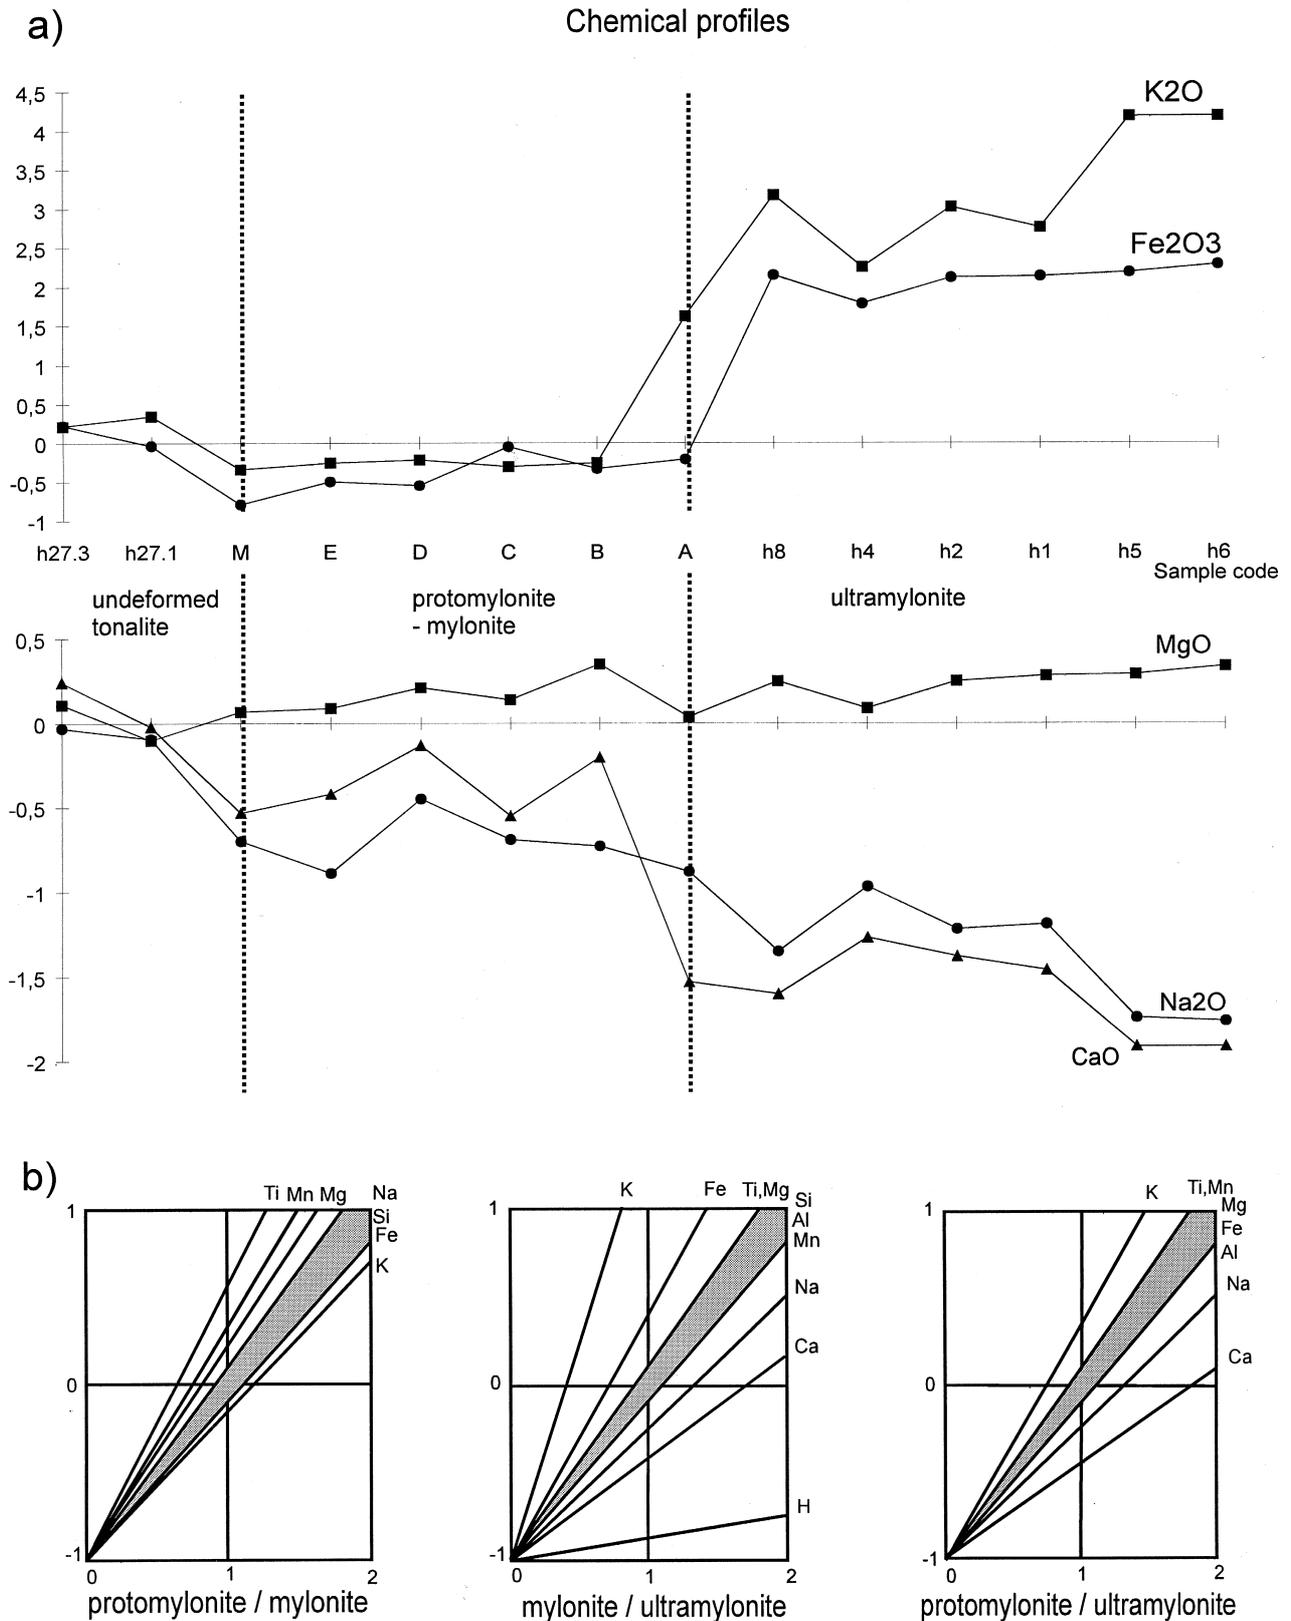 a)
Chemical profiles
4,5
4
3,5
3
2,5
2
1,5
1
0,5
0
-0,5
-1
K2O
Fe2O3
h27.3 h27.1 M E D C B A h8 h4 h2 h1 h5 h6
Sample code
undeformed
tonalite
protomylonite
- mylonite
ultramylonite
0,5
0
-0,5
-1
-1,5
-2
MgO
Na2O
CaO
b)
Ti Mn Mg Na
Si
Fe
K
1
0
-1
0 1 2
protomylonite / mylonite
K Fe Ti,Mg Si
Al
Mn
Na
Ca
H
1
0
-1
0 1 2
mylonite / ultramylonite
K Ti,Mn
Mg
Fe
Al
Na
Ca
1
0
-1
0 1 2
protomylonite / ultramylonite